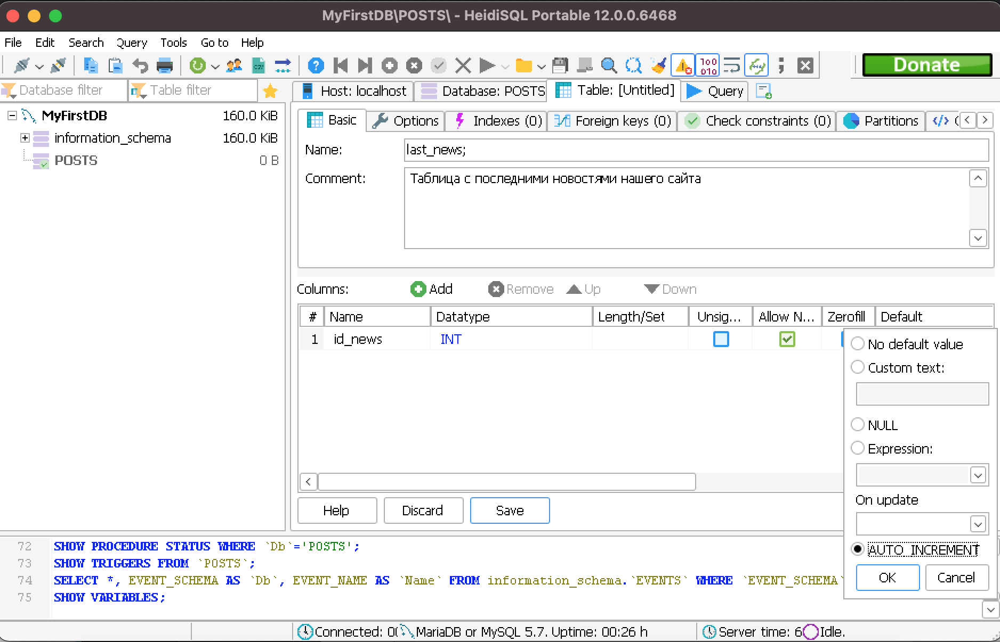 MyFirstDB\POSTS\ - HeidiSQL Portable 12.0.0.6468
File Edit Search Query Tools Go to Help
Donate
Database filter Table filter
Host: localhost Database: POSTS Table: [Untitled] Query
MyFirstDB 160.0 KiB
information_schema 160.0 KiB
POSTS 0 B
Basic Options Indexes (0) Foreign keys (0) Check constraints (0) Partitions
Name: last_news;
Comment: Таблица с последними новостями нашего сайта
Columns: Add Remove Up Down
# Name Datatype Length/Set Unsig... Allow N... Zerofill Default
1 id_news INT
No default value
Custom text:
NULL
Expression:
On update
AUTO_INCREMENT
OK Cancel
Help Discard Save
72 SHOW PROCEDURE STATUS WHERE `Db`='POSTS';
73 SHOW TRIGGERS FROM `POSTS`;
74 SELECT *, EVENT_SCHEMA AS `Db`, EVENT_NAME AS `Name` FROM information_schema.`EVENTS` WHERE `EVENT_SCHEMA`
75 SHOW VARIABLES;
Connected: MariaDB or MySQL 5.7. Uptime: 00:26 h Server time: 6 Idle.